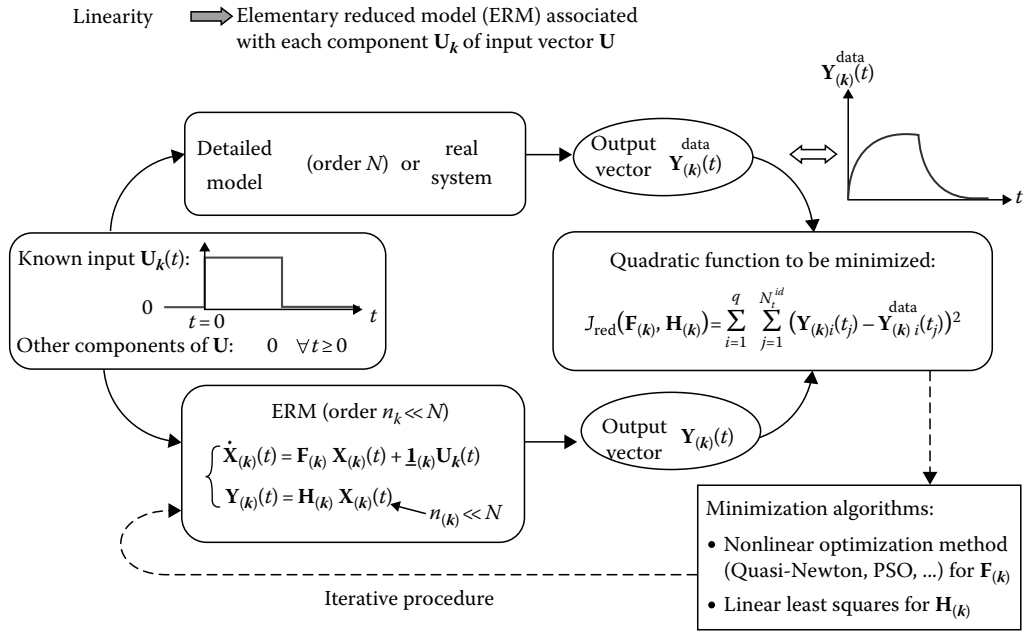 Linearity ⇒ Elementary reduced model (ERM) associated
with each component U_k of input vector U
Y_(k)^data(t)
t
Detailed model (order N) or real system
Output vector Y_(k)^data(t)
Known input U_k(t):
0
t = 0
t
Other components of U: 0 ∀t ≥ 0
Quadratic function to be minimized:
J_red(F_(k), H_(k)) = ∑_{i=1}^{q} ∑_{j=1}^{N_t^{id}} (Y_(k)i(t_j) − Y_(k)i^data(t_j))^2
ERM (order n_k << N)
Ẋ_(k)(t) = F_(k) X_(k)(t) + 1_(k) U_k(t)
Y_(k)(t) = H_(k) X_(k)(t)
n_(k) << N
Output vector Y_(k)(t)
Minimization algorithms:
• Nonlinear optimization method
(Quasi-Newton, PSO, ...) for F_(k)
• Linear least squares for H_(k)
Iterative procedure